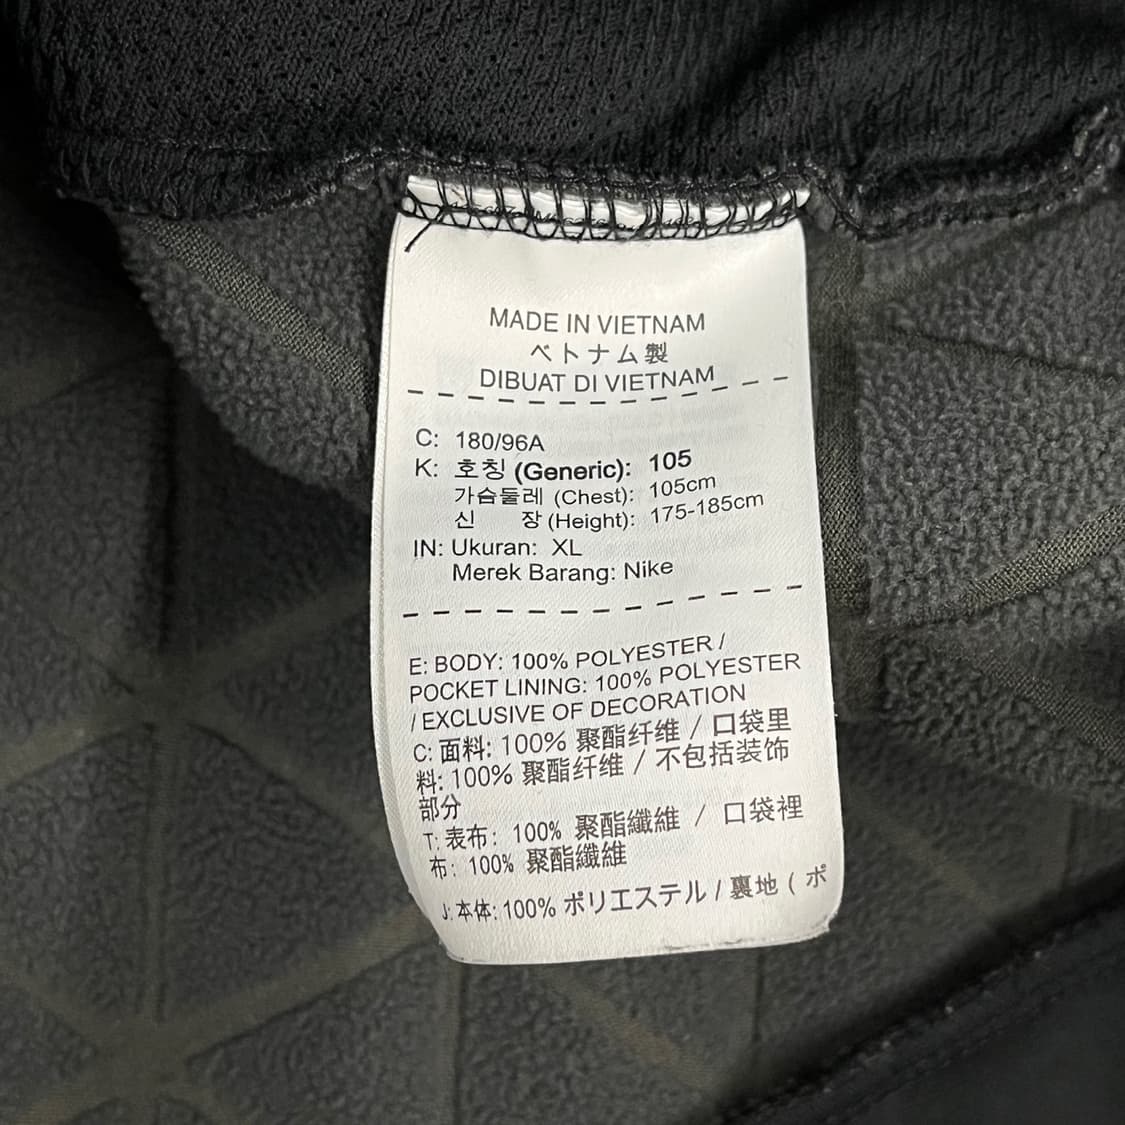 MADE IN VIETNAM
ベトナム製
DIBUAT DI VIETNAM
C: 180/96A
K: 호칭 (Generic): 105
가슴둘레 (Chest): 105cm
신 장 (Height): 175-185cm
IN: Ukuran: XL
Merek Barang: Nike
E: BODY: 100% POLYESTER /
POCKET LINING: 100% POLYESTER
/ EXCLUSIVE OF DECORATION
C: 面料: 100% 聚酯纤维 / 口袋里
料: 100% 聚酯纤维 / 不包括装饰
部分
T: 表布: 100% 聚酯纖維 / 口袋裡
布: 100% 聚酯纖維
J: 本体: 100% ポリエステル / 裏地 ( ポ